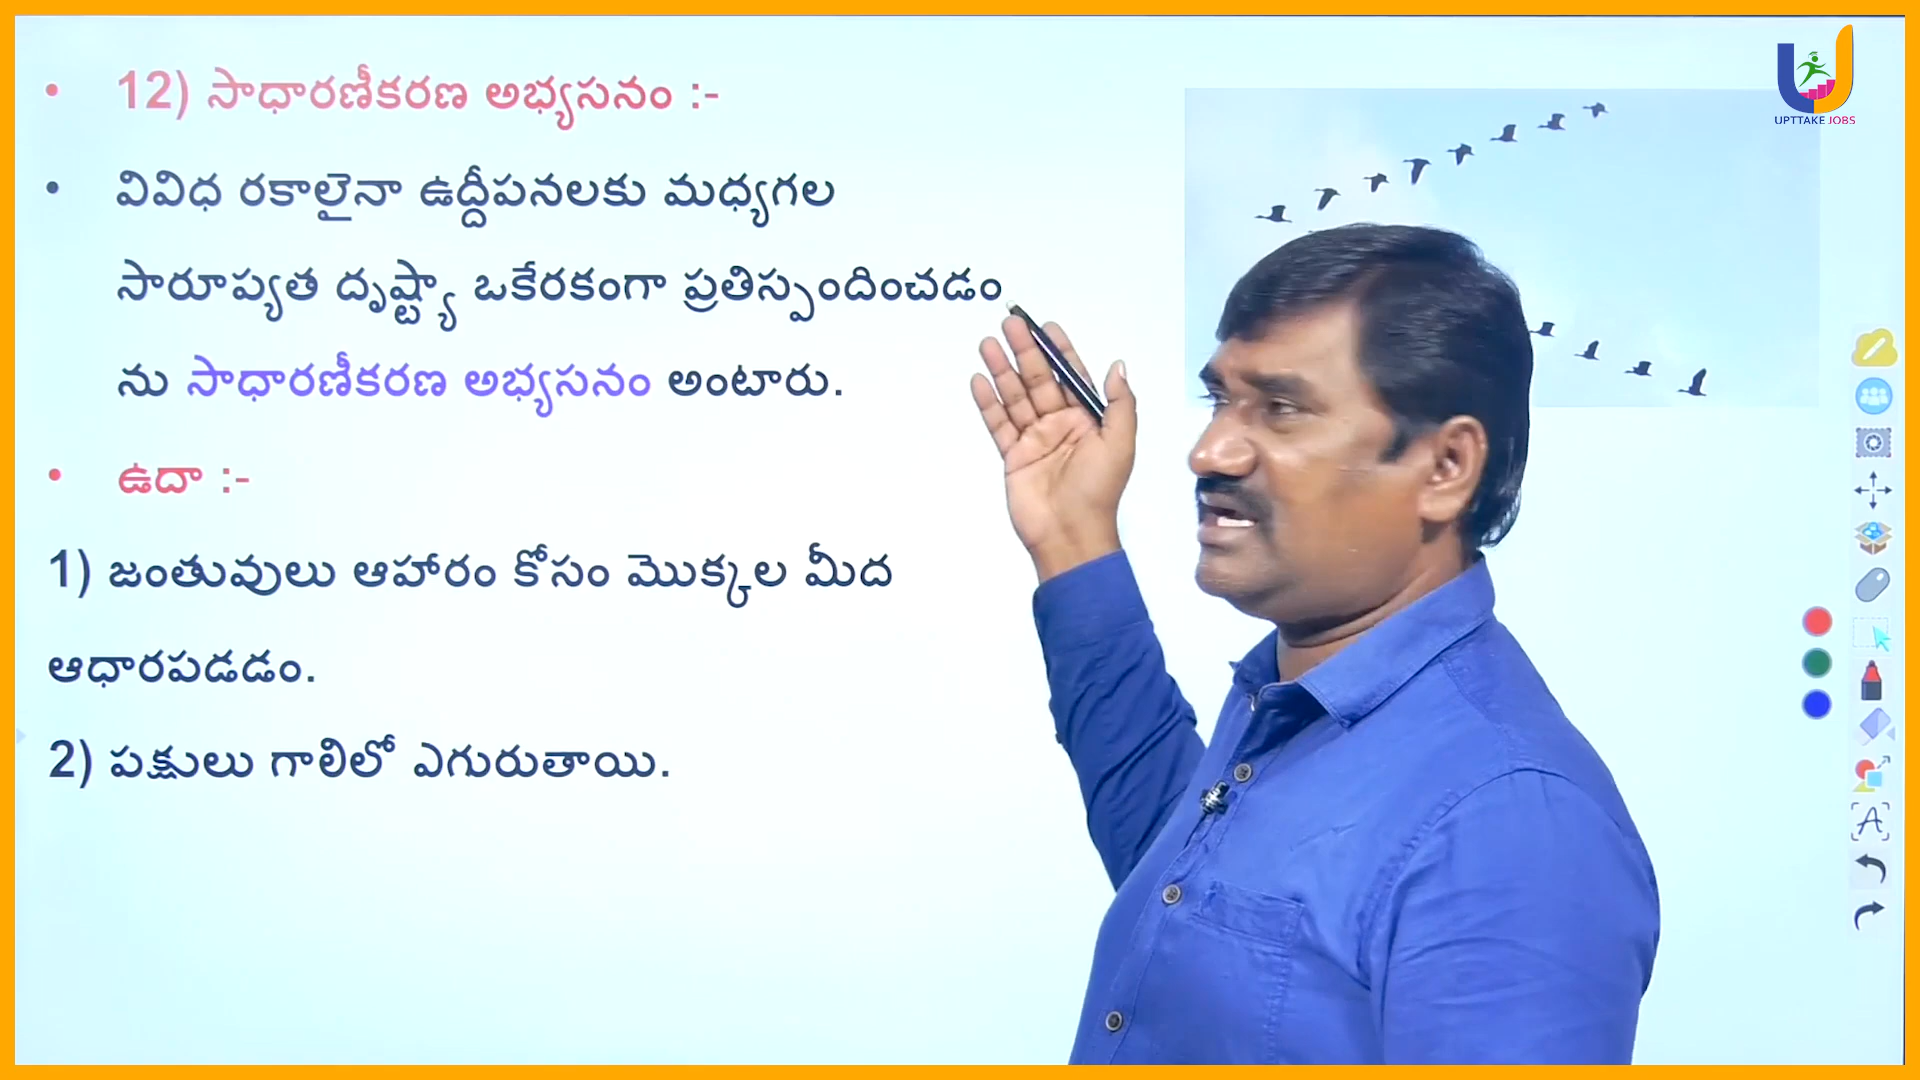 • 12) సాధారణీకరణ అభ్యసనం :-
• వివిధ రకాలైనా ఉద్దీపనలకు మధ్యగల
సారూప్యత దృష్ట్యా ఒకేరకంగా ప్రతిస్పందించడం
ను సాధారణీకరణ అభ్యసనం అంటారు.
• ఉదా :-
1) జంతువులు ఆహారం కోసం మొక్కల మీద
ఆధారపడడం.
2) పక్షులు గాలిలో ఎగురుతాయి.
UPTTAKE JOBS